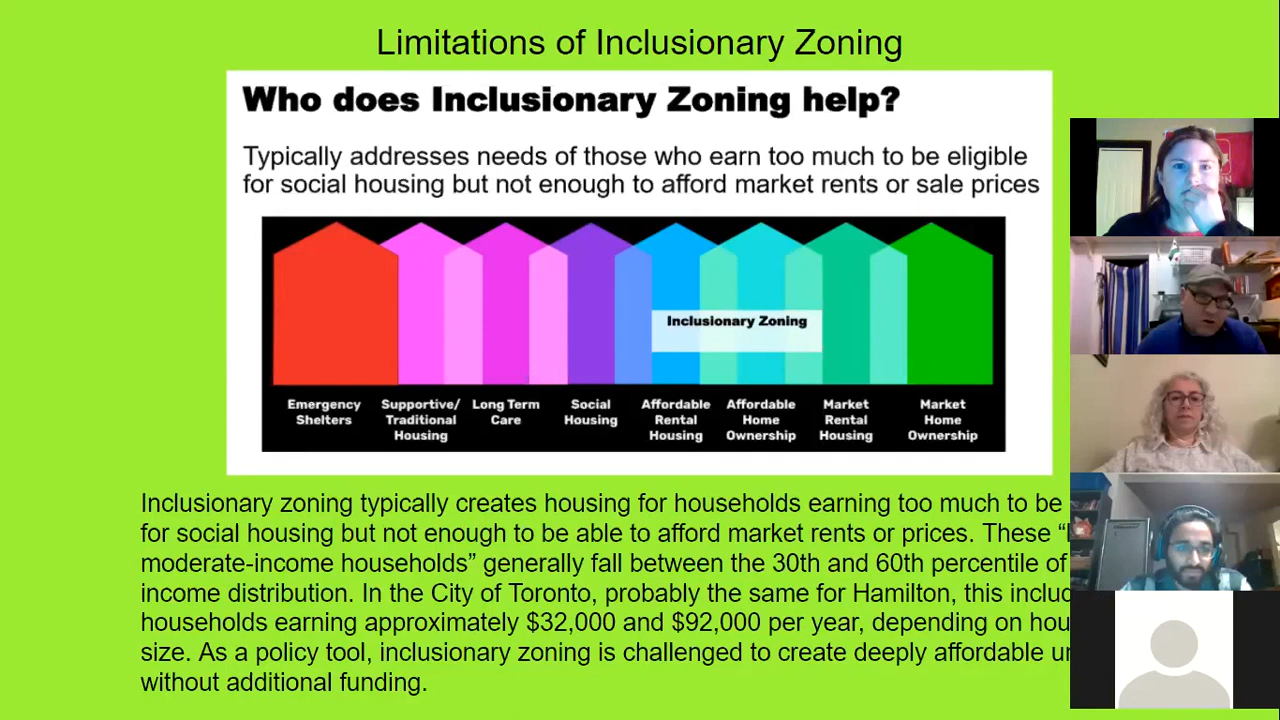 Limitations of Inclusionary Zoning
Who does Inclusionary Zoning help?
Typically addresses needs of those who earn too much to be eligible
for social housing but not enough to afford market rents or sale prices
Inclusionary Zoning
Emergency
Shelters
Supportive/
Traditional
Housing
Long Term
Care
Social
Housing
Affordable
Rental
Housing
Affordable
Home
Ownership
Market
Rental
Housing
Market
Home
Ownership
Inclusionary zoning typically creates housing for households earning too much to be
for social housing but not enough to be able to afford market rents or prices. These
moderate-income households” generally fall between the 30th and 60th percentile of
income distribution. In the City of Toronto, probably the same for Hamilton, this
households earning approximately $32,000 and $92,000 per year, depending on
size. As a policy tool, inclusionary zoning is challenged to create deeply affordable
without additional funding.